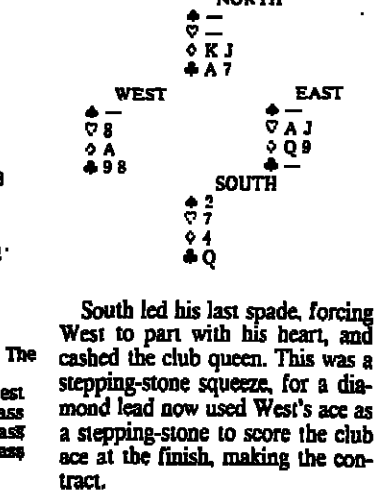 NORTH
♠ —
♡ —
◇ K J
♣ A 7
WEST
♠ —
♡ 8
◇ A
♣ 9 8
EAST
♠ —
♡ A J
◇ Q 9
♣ —
SOUTH
♠ 2
♡ 7
◇ 4
♣ Q
South led his last spade, forcing
West to part with his heart, and
The cashed the club queen. This was a
stepping-stone squeeze, for a dia-
est mond lead now used West's ace as
ass a stepping-stone to score the club
ass ace at the finish, making the con-
ass tract.